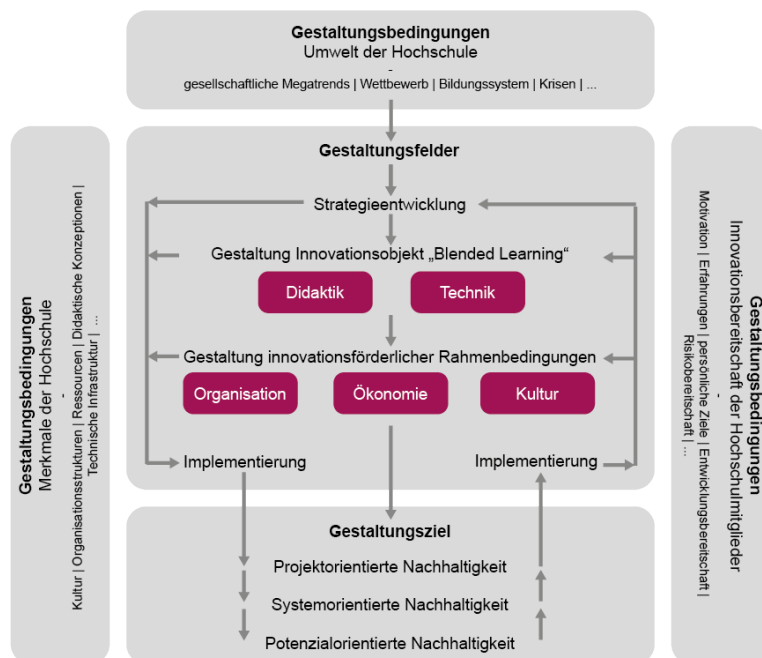 Gestaltungsbedingungen
Umwelt der Hochschule
-
gesellschaftliche Megatrends | Wettbewerb | Bildungssystem | Krisen | ...
Gestaltungsbedingungen
Merkmale der Hochschule
-
Kultur | Organisationsstrukturen | Ressourcen | Didaktische Konzeptionen |
Technische Infrastruktur | ...
Gestaltungsfelder
Strategieentwicklung
Gestaltung Innovationsobjekt „Blended Learning“
Didaktik
Technik
Gestaltung innovationsförderlicher Rahmenbedingungen
Organisation
Ökonomie
Kultur
Implementierung
Implementierung
Gestaltungsziel
Projektorientierte Nachhaltigkeit
Systemorientierte Nachhaltigkeit
Potenzialorientierte Nachhaltigkeit
Gestaltungsbedingungen
Innovationsbereitschaft der Hochschulmitglieder
-
Motivation | Erfahrungen | persönliche Ziele | Entwicklungsbereitschaft |
Risikobereitschaft | ...